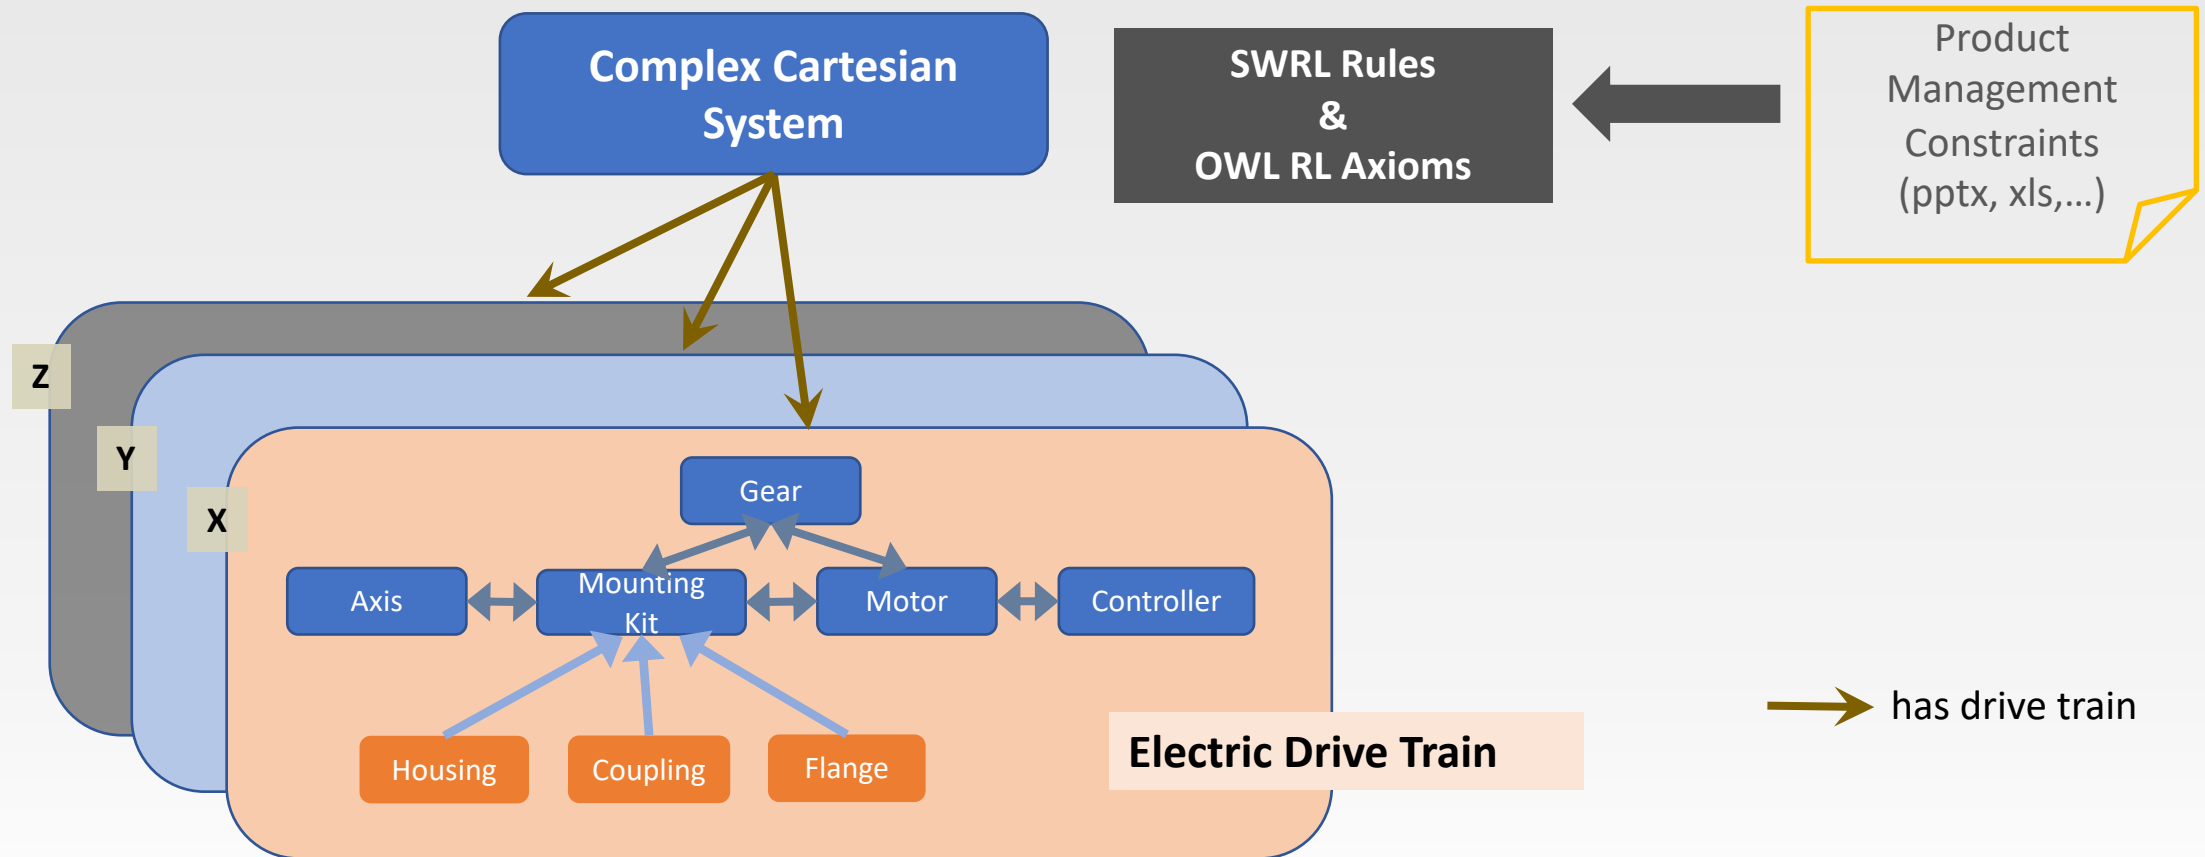 Complex Cartesian
System
SWRL Rules
&
OWL RL Axioms
Product
Management
Constraints
(pptx, xls,...)
Z
Y
X
Gear
Axis
Mounting
Kit
Motor
Controller
Housing
Coupling
Flange
Electric Drive Train
has drive train